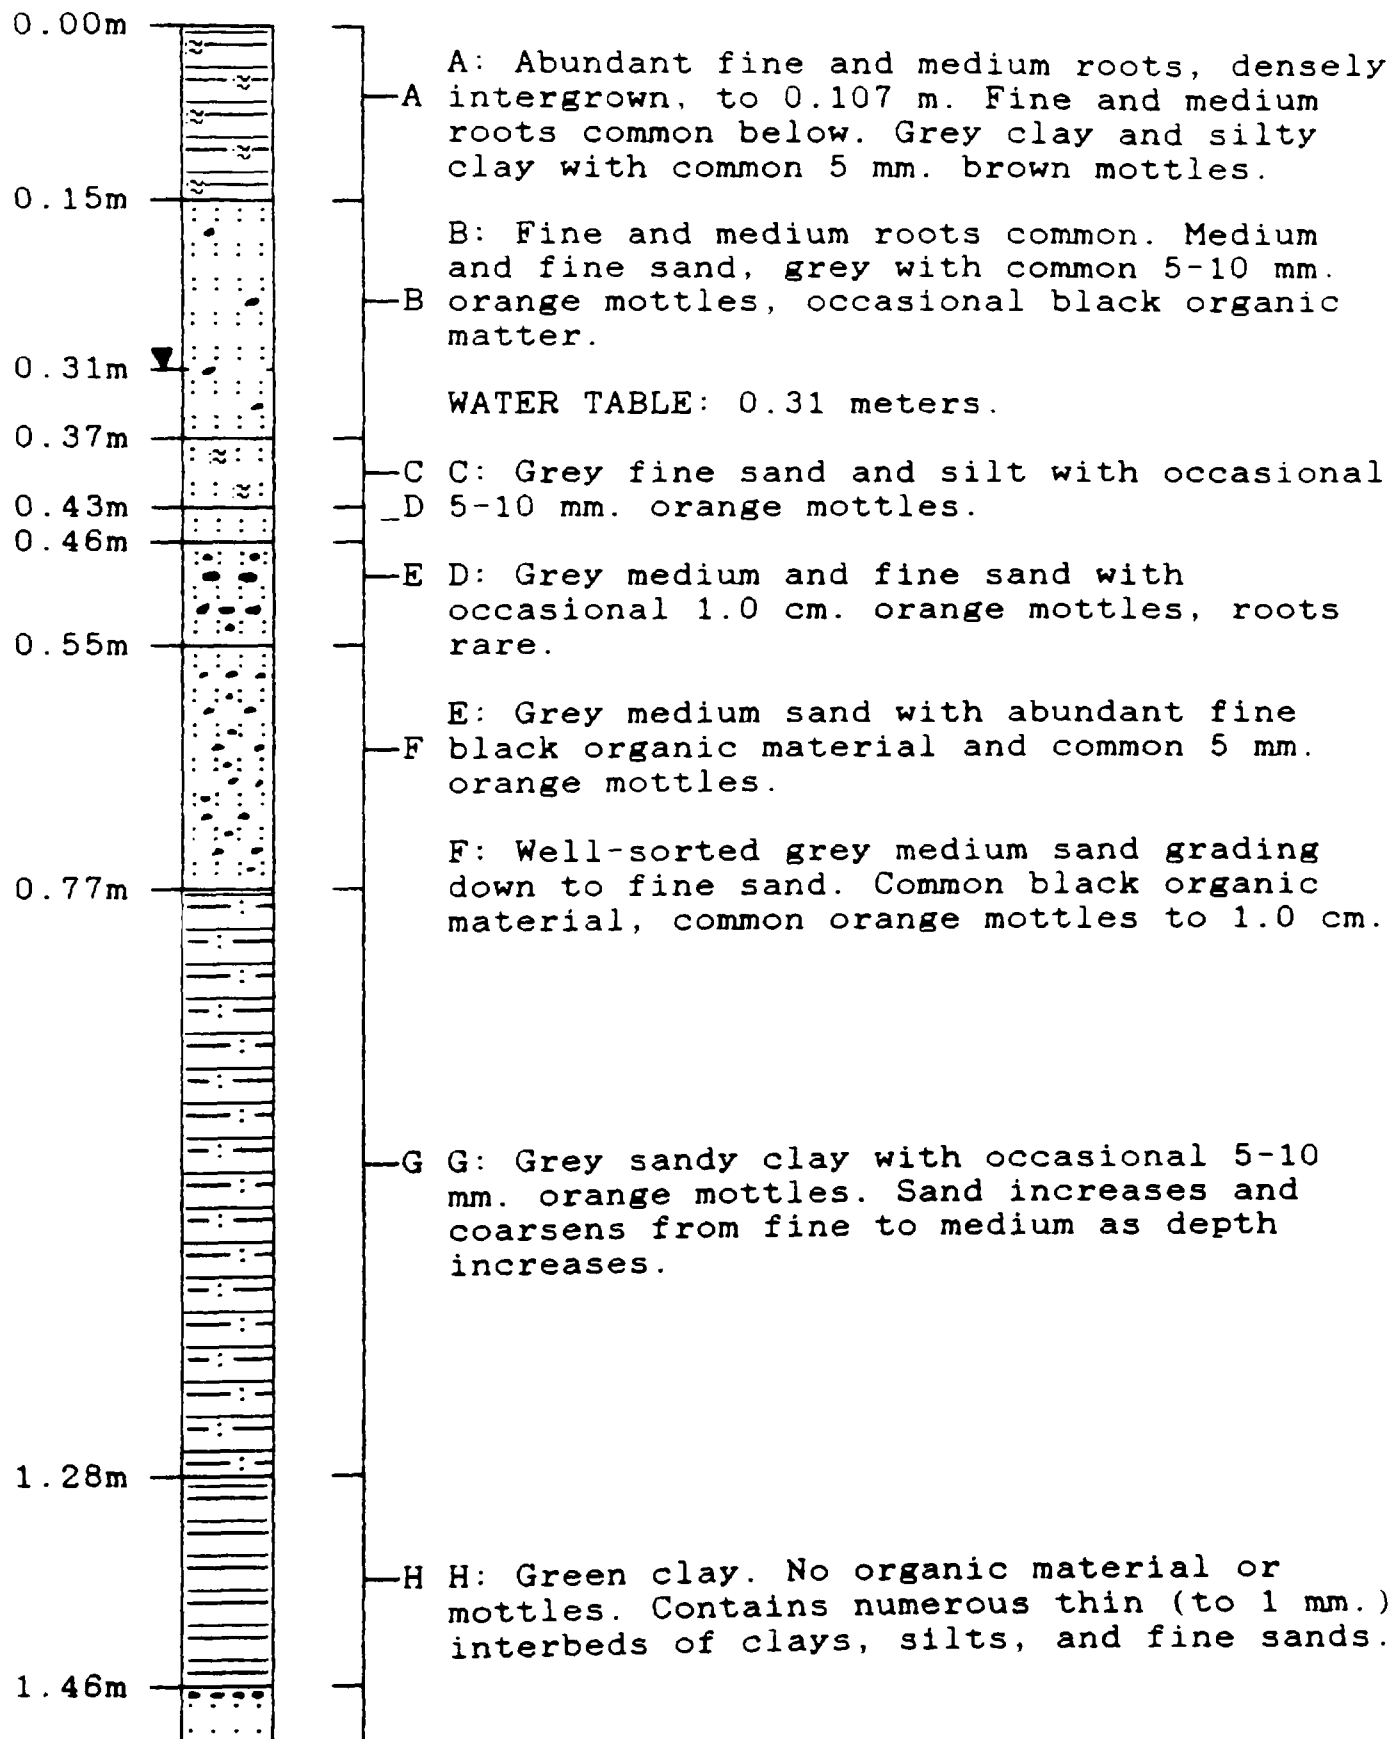 0.00m
A: Abundant fine and medium roots, densely
A intergrown, to 0.107 m. Fine and medium
roots common below. Grey clay and silty
clay with common 5 mm. brown mottles.
0.15m
B: Fine and medium roots common. Medium
and fine sand, grey with common 5-10 mm.
B orange mottles, occasional black organic
matter.
0.31m
WATER TABLE: 0.31 meters.
0.37m
C C: Grey fine sand and silt with occasional
0.43m D 5-10 mm. orange mottles.
0.46m
E D: Grey medium and fine sand with
occasional 1.0 cm. orange mottles, roots
0.55m rare.
E: Grey medium sand with abundant fine
F black organic material and common 5 mm.
orange mottles.
F: Well-sorted grey medium sand grading
0.77m down to fine sand. Common black organic
material, common orange mottles to 1.0 cm.
G G: Grey sandy clay with occasional 5-10
mm. orange mottles. Sand increases and
coarsens from fine to medium as depth
increases.
1.28m
H H: Green clay. No organic material or
mottles. Contains numerous thin (to 1 mm.)
interbeds of clays, silts, and fine sands.
1.46m